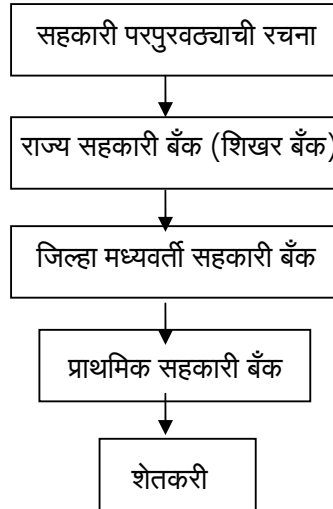 सहकारी परपुरवठ्याची रचना
राज्य सहकारी बँक (शिखर बँक)
जिल्हा मध्यवर्ती सहकारी बँक
प्राथमिक सहकारी बँक
शेतकरी